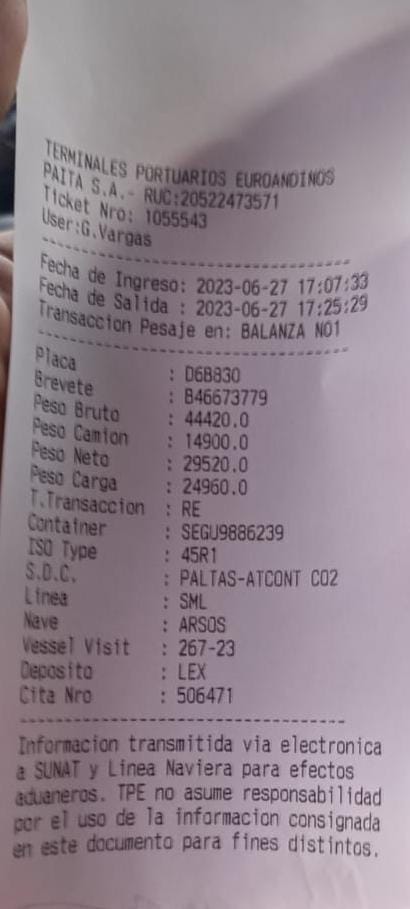 TERMINALES PORTUARIOS EUROANDINOS
PAITA S.A.- RUC:20522473571
Ticket Nro: 1055543
User:G.Vargas
Fecha de Ingreso: 2023-06-27 17:07:33
Fecha de Salida : 2023-06-27 17:25:29
Transaccion Pesaje en: BALANZA NO1
Placa : D6B830
Brevete : B46673779
Peso Bruto : 44420.0
Peso Camion : 14900.0
Peso Neto : 29520.0
Peso Carga : 24960.0
T.Transaccion : RE
Container : SEGU9886239
ISO Type : 45R1
S.D.C. : PALTAS-ATCONT CO2
Linea : SML
Nave : ARSOS
Vessel Visit : 267-23
Deposito : LEX
Cita Nro : 506471
Informacion transmitida via electronica
a SUNAT y Linea Naviera para efectos
aduaneros. TPE no asume responsabilidad
por el uso de la informacion consignada
en este documento para fines distintos.